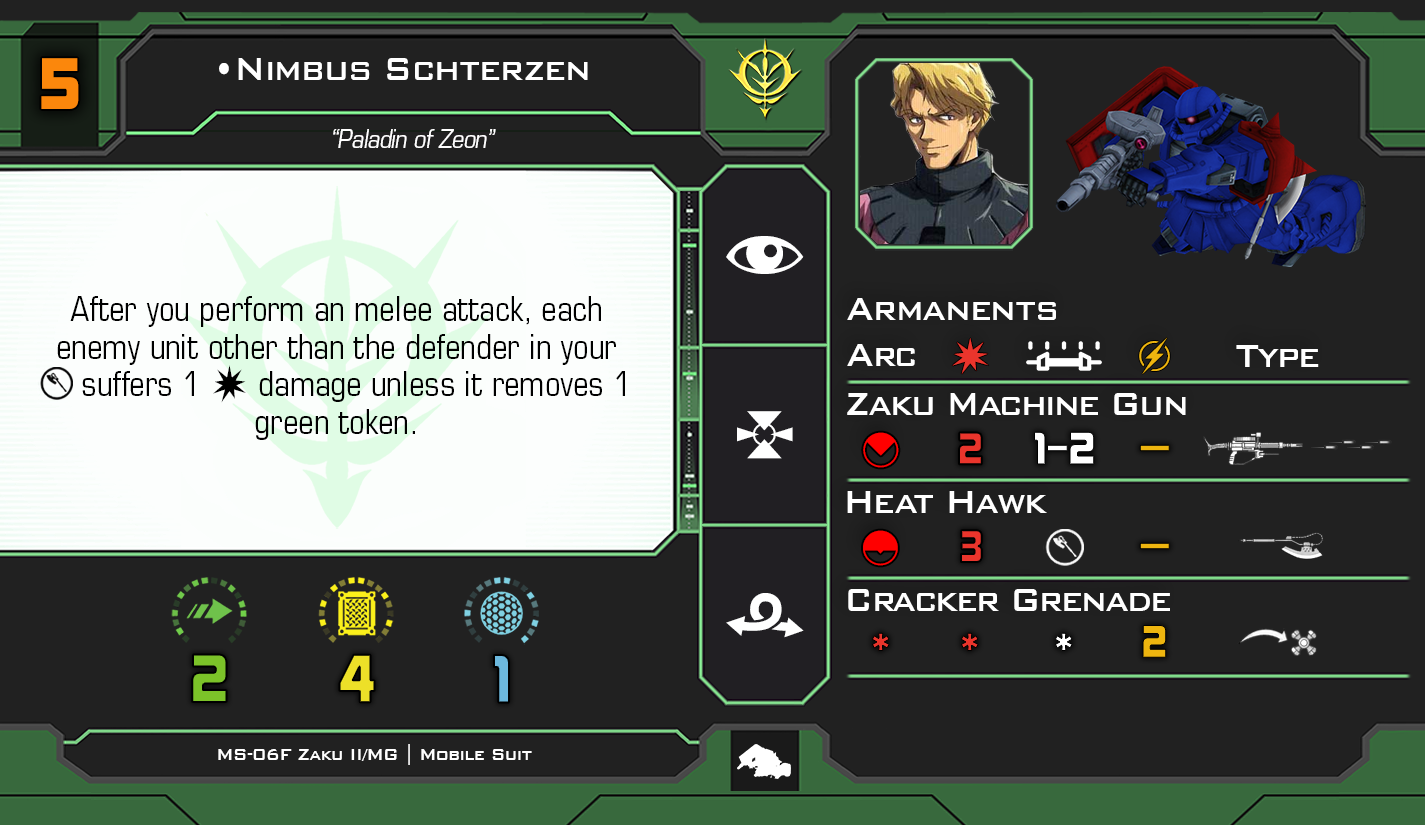 5
•Nimbus Schterzen
“Paladin of Zeon”
After you perform an melee attack, each
enemy unit other than the defender in your
suffers 1 damage unless it removes 1
green token.
2 4 1
MS-06F Zaku II/MG | Mobile Suit
Armanents
Arc Type
Zaku Machine Gun
2 1–2 –
Heat Hawk
3 –
Cracker Grenade
* * * 2